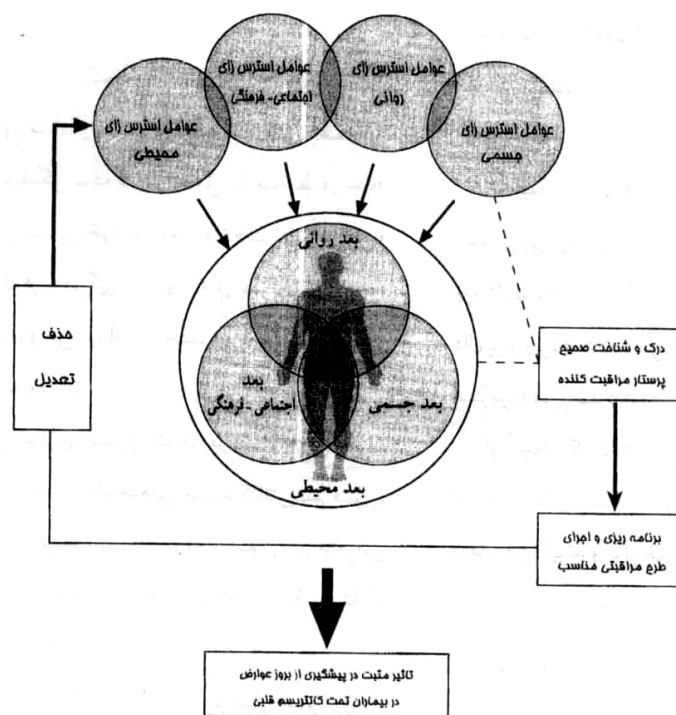 عوامل استرس زای
روانی
عوامل استرس زای
اجتماعی - فرهنگی
عوامل استرس زای
جسمی
عوامل استرس زای
محیطی
بعد روانی
بعد جسمی
بعد
اجتماعی - فرهنگی
بعد محیطی
درک و شناخت صحیح
پرستار مراقبت کننده
حذف
تعدیل
برنامه ریزی و اجرای
طرح مراقبتی مناسب
تاثیر مثبت در پیشگیری از بروز عوارض
در بیماران تحت کاتتریسم قلبی